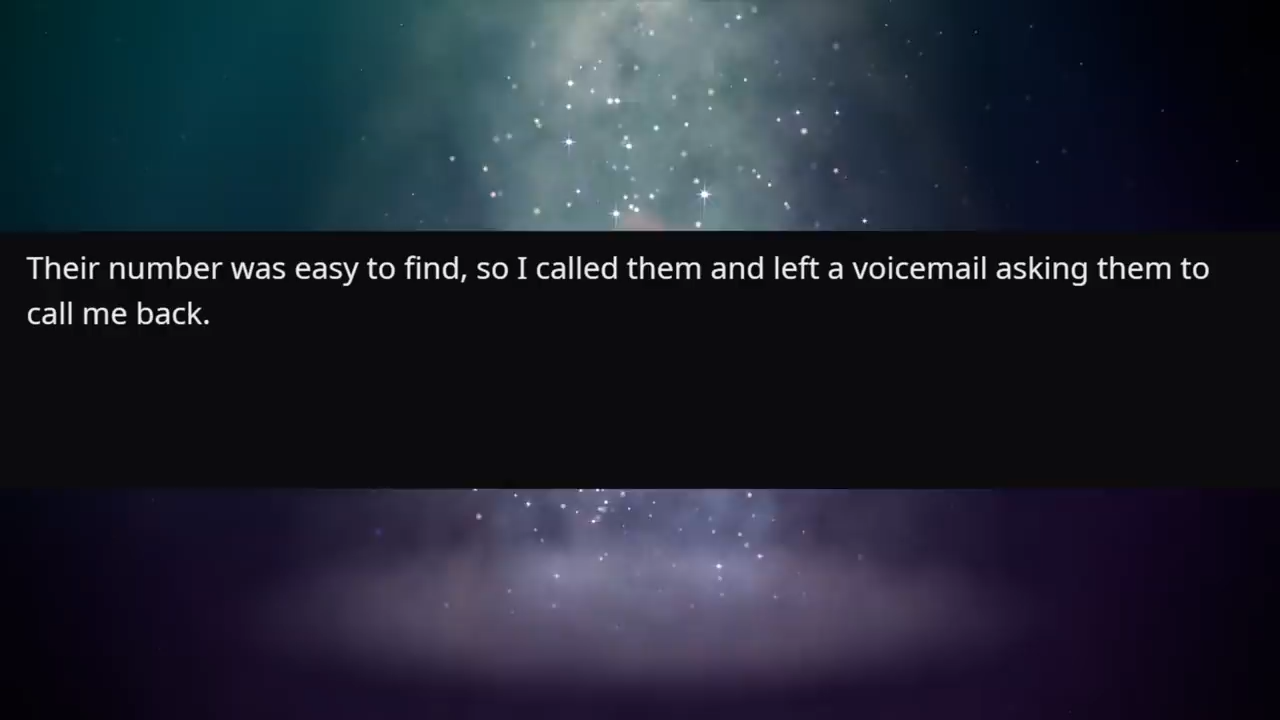 Their number was easy to find, so I called them and left a voicemail asking them to
call me back.